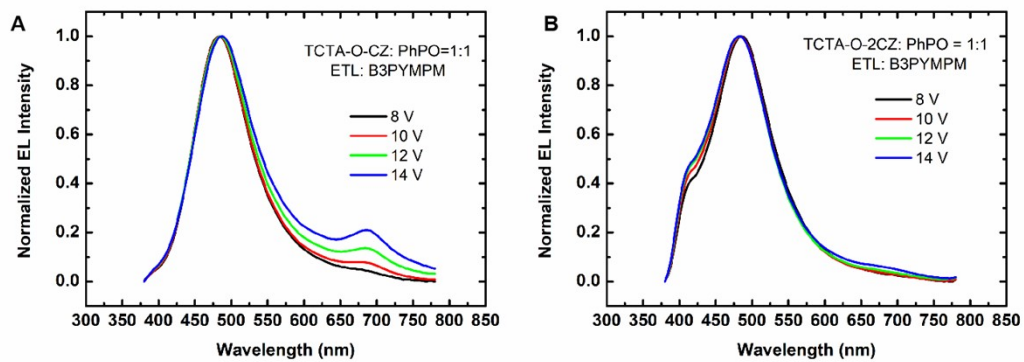 A
TCTA-O-CZ: PhPO=1:1
ETL: B3PYMPM
8 V
10 V
12 V
14 V
Normalized EL Intensity
1.0
0.8
0.6
0.4
0.2
0.0
300 350 400 450 500 550 600 650 700 750 800 850
Wavelength (nm)
B
TCTA-O-2CZ: PhPO = 1:1
ETL: B3PYMPM
8 V
10 V
12 V
14 V
Normalized EL Intensity
1.0
0.8
0.6
0.4
0.2
0.0
300 350 400 450 500 550 600 650 700 750 800 850
Wavelength (nm)